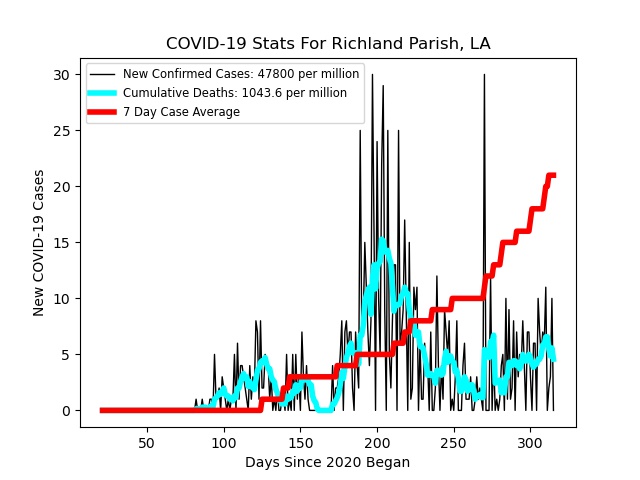 COVID-19 Stats For Richland Parish, LA
New Confirmed Cases: 47800 per million
Cumulative Deaths: 1043.6 per million
7 Day Case Average
New COVID-19 Cases
30
25
20
15
10
5
0
50 100 150 200 250 300
Days Since 2020 Began